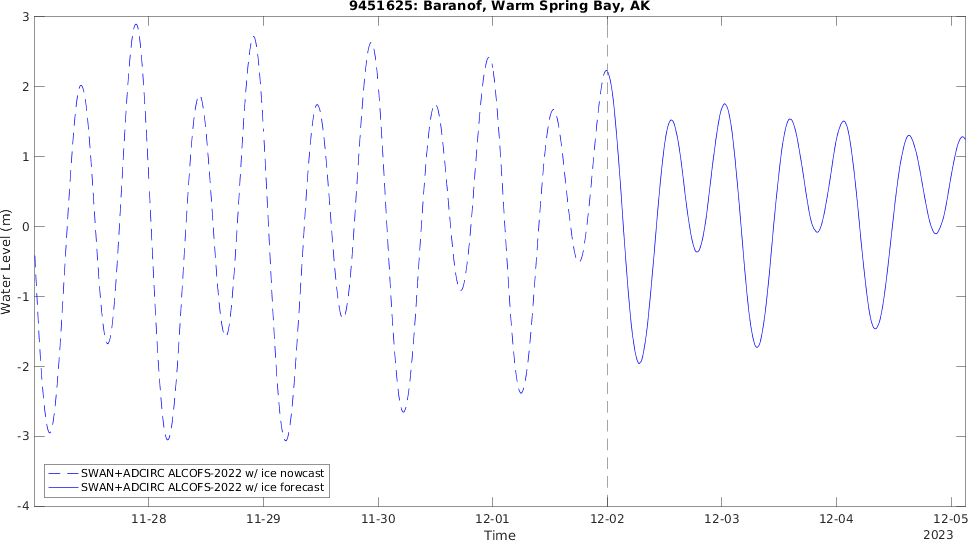 9451625: Baranof, Warm Spring Bay, AK
3
2
1
0
-1
-2
-3
-4
Water Level (m)
SWAN+ADCIRC ALCOFS-2022 w/ ice nowcast
SWAN+ADCIRC ALCOFS-2022 w/ ice forecast
11-28 11-29 11-30 12-01 12-02 12-03 12-04 12-05
Time
2023